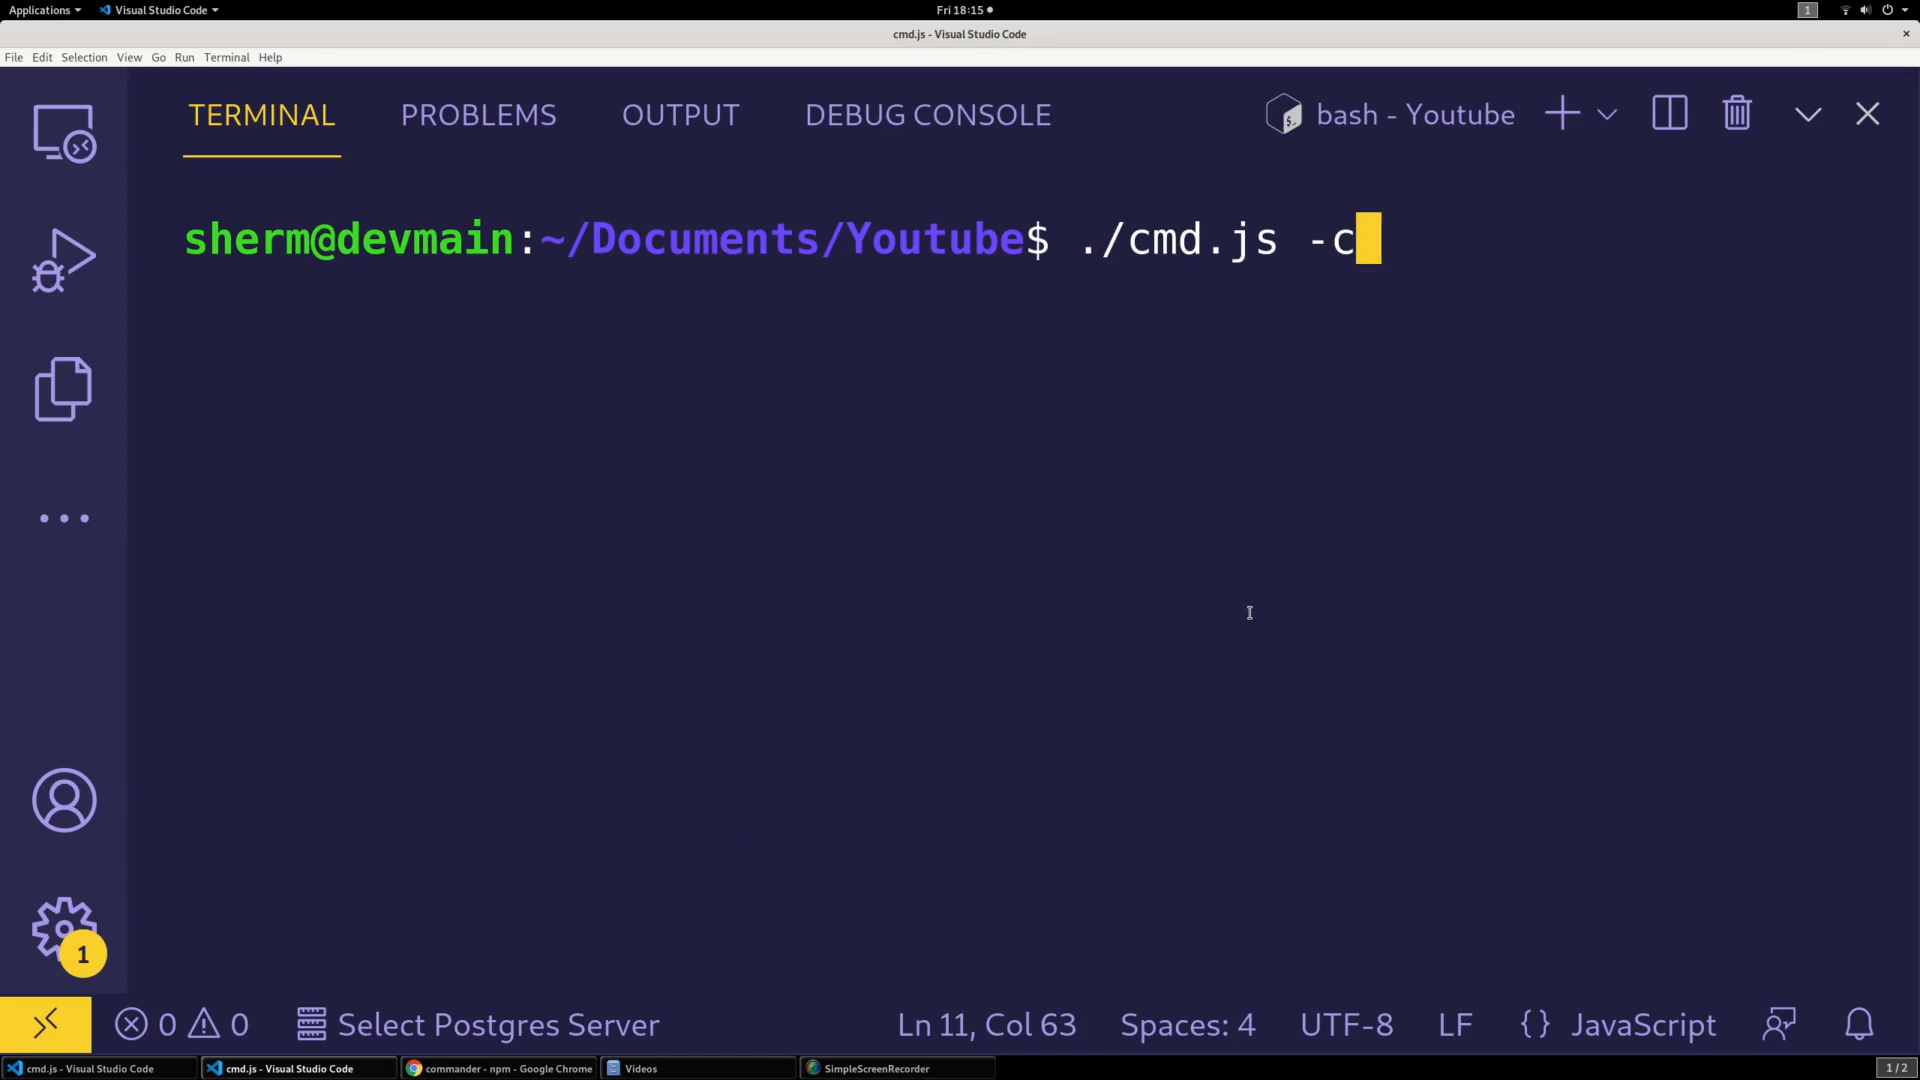 Applications
Visual Studio Code
Fri 18:15
1
cmd.js - Visual Studio Code
File Edit Selection View Go Run Terminal Help
TERMINAL PROBLEMS OUTPUT DEBUG CONSOLE
bash - Youtube
sherm@devmain:~/Documents/Youtube$ ./cmd.js -c
1
0 0 Select Postgres Server
Ln 11, Col 63 Spaces: 4 UTF-8 LF {} JavaScript
cmd.js - Visual Studio Code
cmd.js - Visual Studio Code
commander - npm - Google Chrome
Videos
SimpleScreenRecorder
1 / 2